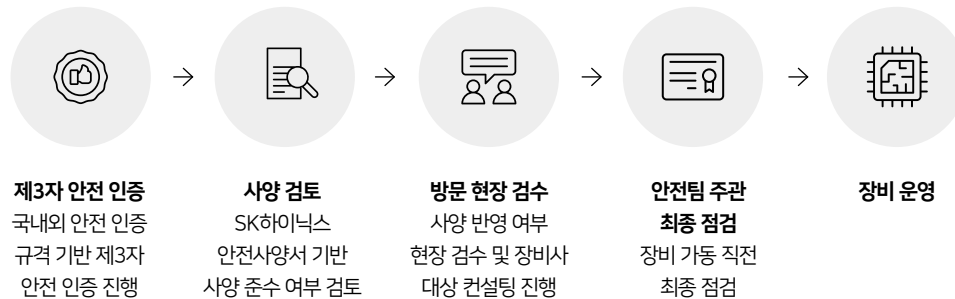 제3자 안전 인증
국내외 안전 인증
규격 기반 제3자
안전 인증 진행
사양 검토
SK하이닉스
안전사양서 기반
사양 준수 여부 검토
방문 현장 검수
사양 반영 여부
현장 검수 및 장비사
대상 컨설팅 진행
안전팀 주관
최종 점검
장비 가동 직전
최종 점검
장비 운영